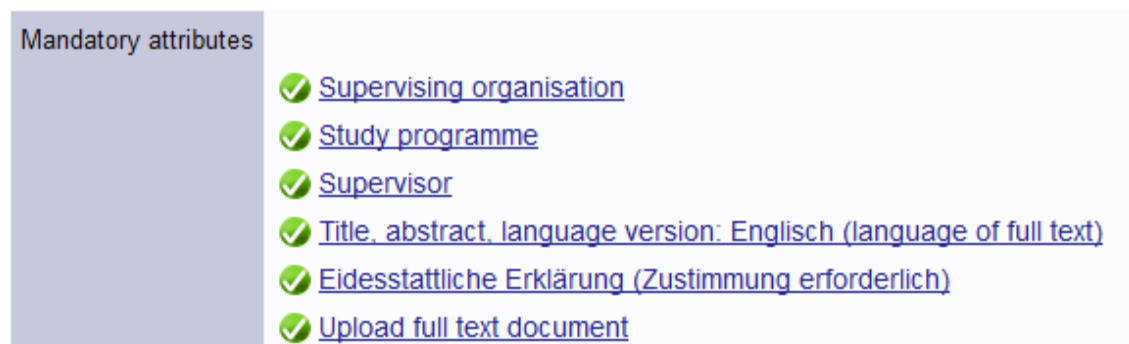 Mandatory attributes
Supervising organisation
Study programme
Supervisor
Title, abstract, language version: Englisch (language of full text)
Eidesstattliche Erklärung (Zustimmung erforderlich)
Upload full text document